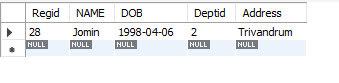 Regid NAME DOB Deptid Address
28 Jomin 1998-04-06 2 Trivandrum
NULL NULL NULL NULL NULL